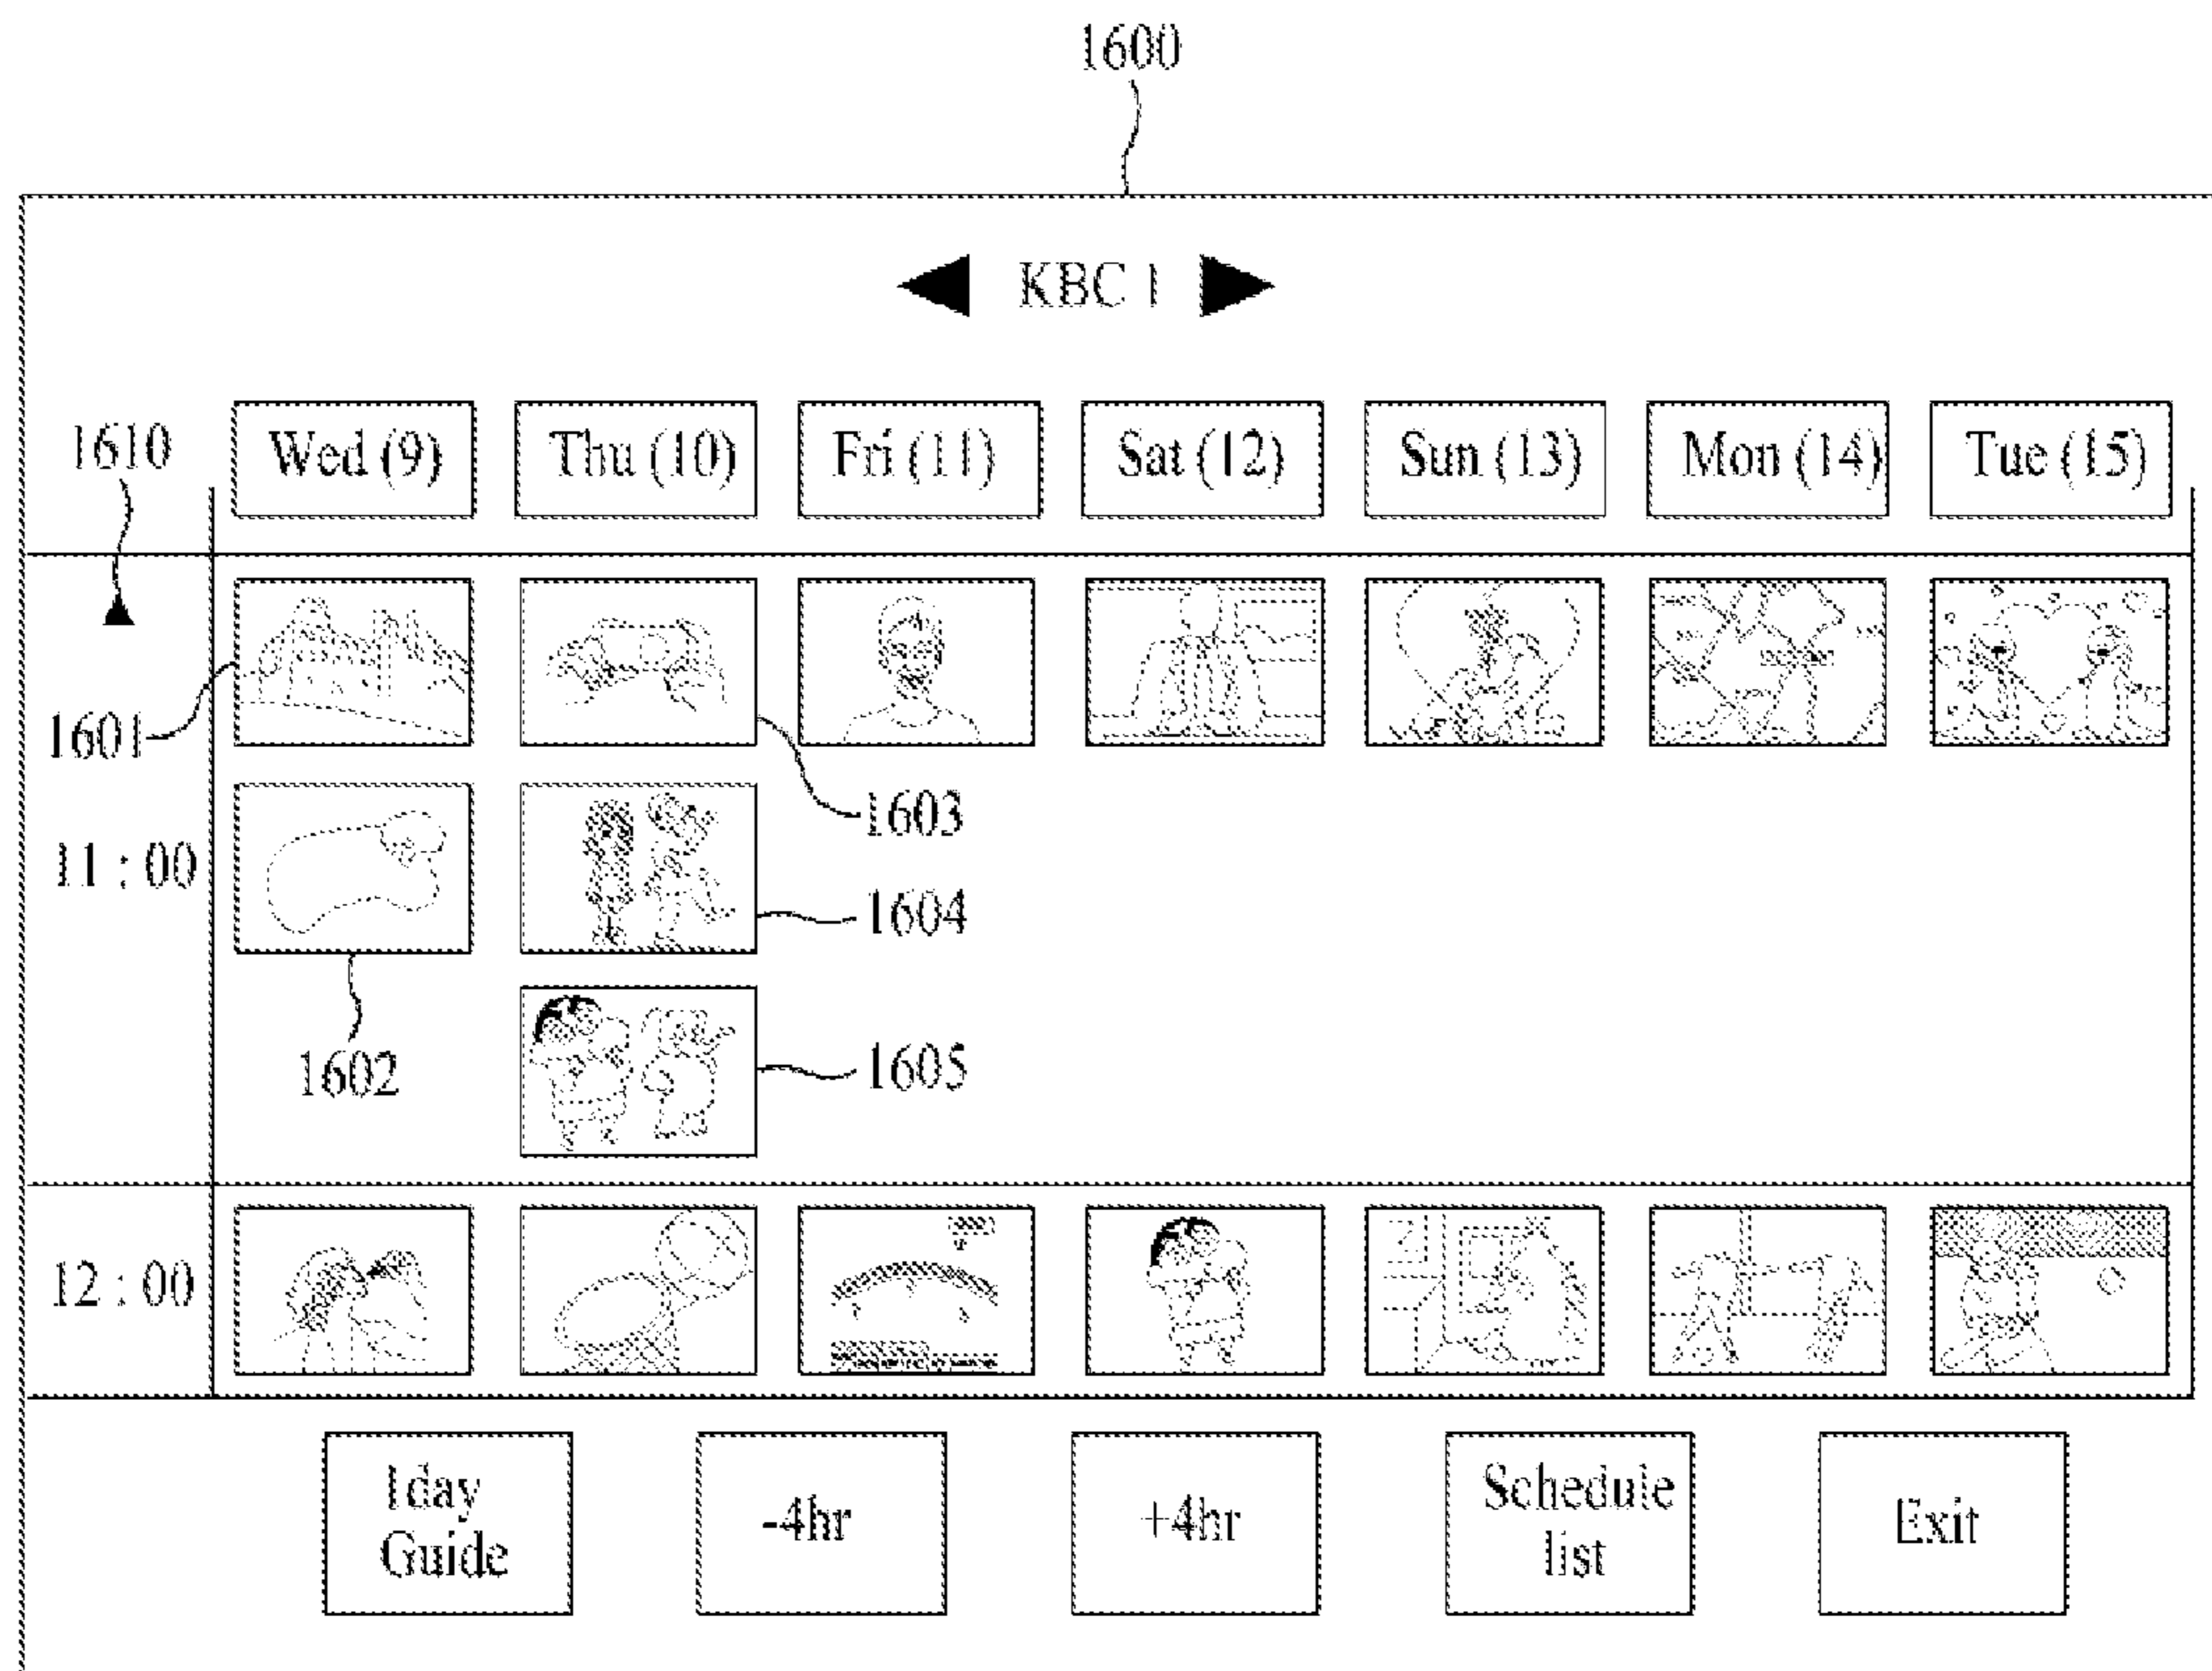 1600
KBC 1
1610
Wed (9)
Thu (10)
Fri (11)
Sat (12)
Sun (13)
Mon (14)
Tue (15)
1601
1603
11 : 00
1604
1602
1605
12 : 00
1day
Guide
-4hr
+4hr
Schedule
list
Exit